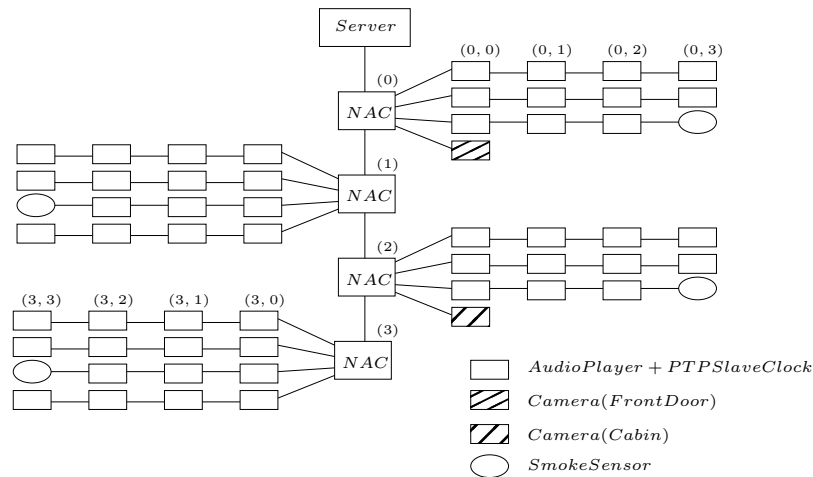 Server
(0)
(0, 0) (0, 1) (0, 2) (0, 3)
NAC
(1)
NAC
(2)
NAC
(3, 3) (3, 2) (3, 1) (3, 0)
(3)
NAC
AudioPlayer + PTPSlaveClock
Camera(FrontDoor)
Camera(Cabin)
SmokeSensor